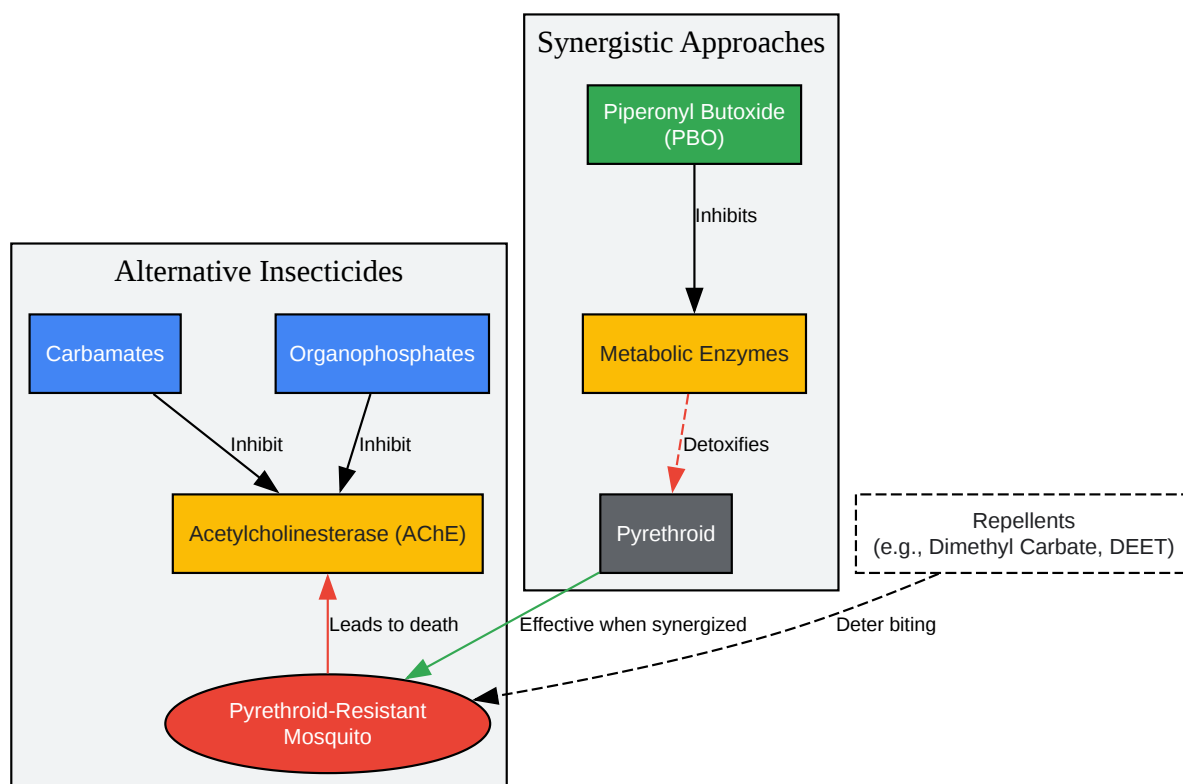 Synergistic Approaches
Piperonyl Butoxide
(PBO)
Inhibits
Alternative Insecticides
Carbamates
Organophosphates
Metabolic Enzymes
Inhibit
Inhibit
Detoxifies
Acetylcholinesterase (AChE)
Pyrethroid
Repellents
(e.g., Dimethyl Carbate, DEET)
Leads to death
Effective when synergized
Deter biting
Pyrethroid-Resistant
Mosquito